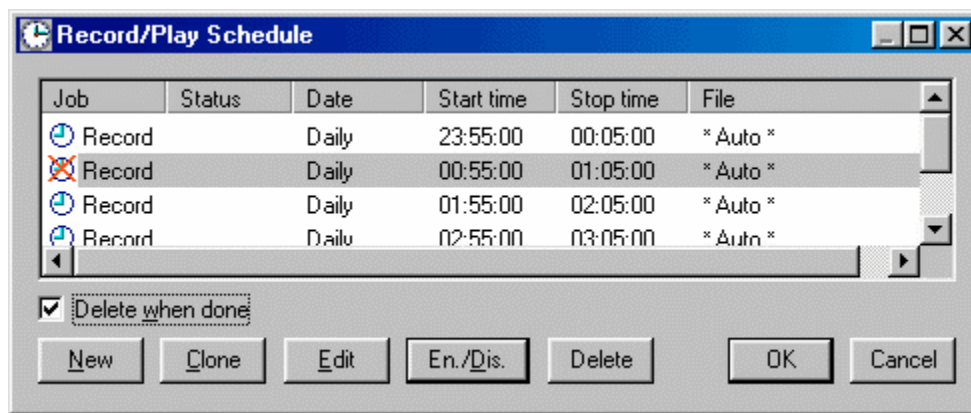 Record/Play Schedule
Job Status Date Start time Stop time File
Record Daily 23:55:00 00:05:00 * Auto *
Record Daily 00:55:00 01:05:00 * Auto *
Record Daily 01:55:00 02:05:00 * Auto *
Record Daily 02:55:00 03:05:00 * Auto *
Delete when done
New Clone Edit En./Dis. Delete OK Cancel